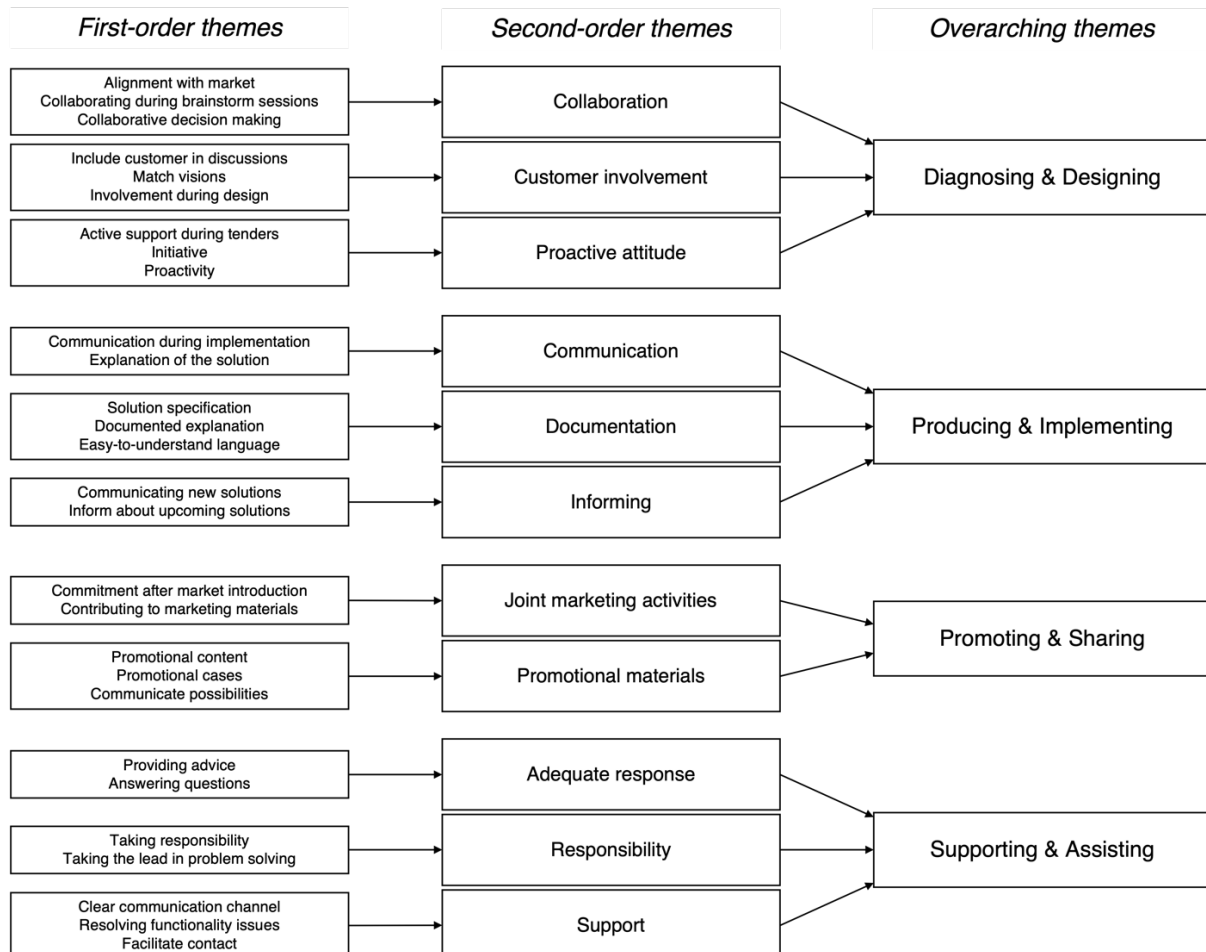 First-order themes
Second-order themes
Overarching themes
Alignment with market
Collaborating during brainstorm sessions
Collaborative decision making
Collaboration
Include customer in discussions
Match visions
Involvement during design
Customer involvement
Active support during tenders
Initiative
Proactivity
Proactive attitude
Diagnosing & Designing
Communication during implementation
Explanation of the solution
Communication
Solution specification
Documented explanation
Easy-to-understand language
Documentation
Communicating new solutions
Inform about upcoming solutions
Informing
Producing & Implementing
Commitment after market introduction
Contributing to marketing materials
Joint marketing activities
Promotional content
Promotional cases
Communicate possibilities
Promotional materials
Promoting & Sharing
Providing advice
Answering questions
Adequate response
Taking responsibility
Taking the lead in problem solving
Responsibility
Clear communication channel
Resolving functionality issues
Facilitate contact
Support
Supporting & Assisting